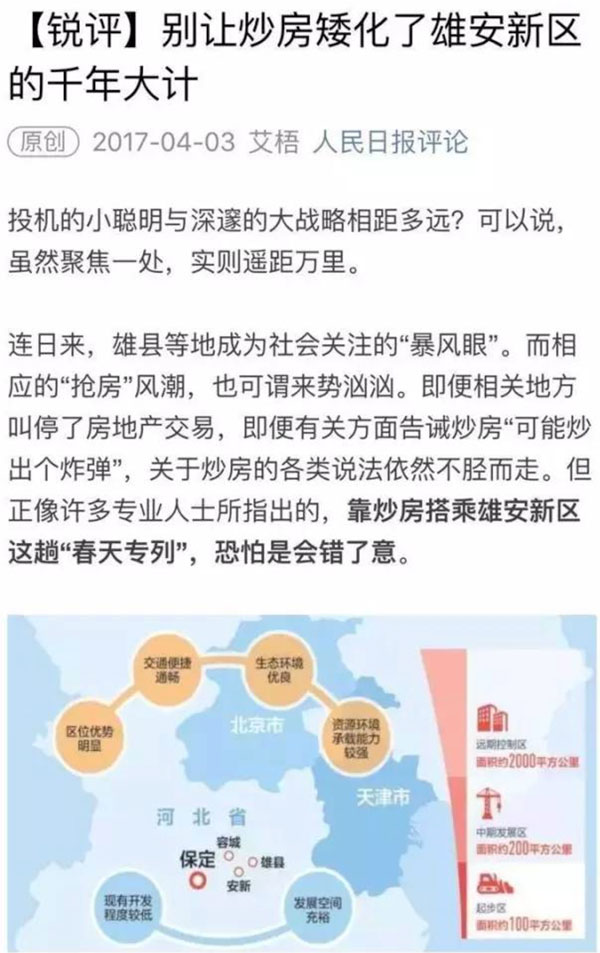 【锐评】别让炒房矮化了雄安新区
的千年大计
原创 2017-04-03 艾梧 人民日报评论
投机的小聪明与深邃的大战略相距多远？可以说，
虽然聚焦一处，实则遥距万里。
连日来，雄县等地成为社会关注的“暴风眼”。而相
应的“抢房”风潮，也可谓来势汹汹。即便相关地方
叫停了房地产交易，即便有关方面告诫炒房“可能炒
出个炸弹”，关于炒房的各类说法依然不胫而走。但
正像许多专业人士所指出的，靠炒房搭乘雄安新区
这趟“春天专列”，恐怕是会错了意。
交通便捷
通畅
生态环境
优良
区位优势
明显
北京市
资源环境
承载能力
较强
天津市
河北省
保定
容城
雄县
安新
现有开发
程度较低
发展空间
充裕
远期控制区
面积约2000平方公里
中期发展区
面积约200平方公里
起步区
面积约100平方公里